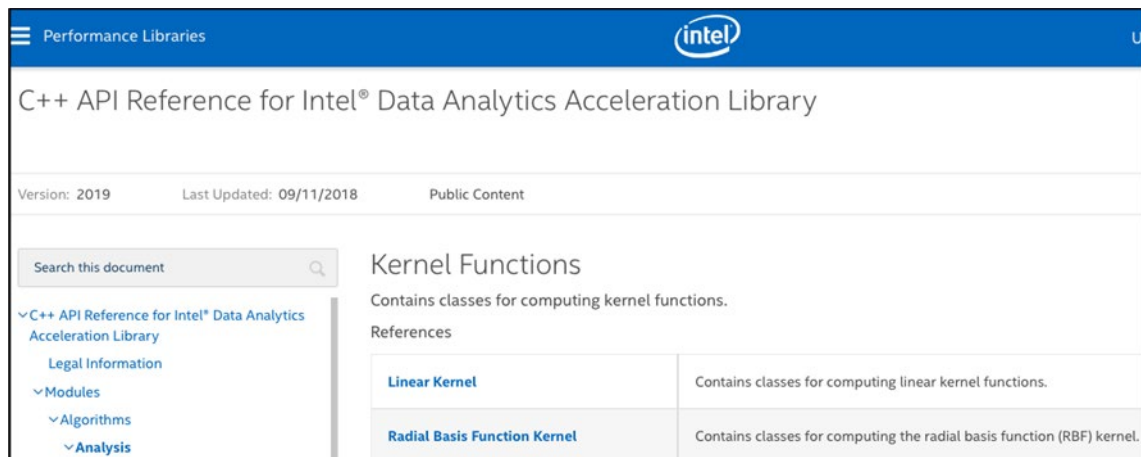 Performance Libraries
intel
U
C++ API Reference for Intel® Data Analytics Acceleration Library
Version: 2019 Last Updated: 09/11/2018 Public Content
Search this document
C++ API Reference for Intel® Data Analytics
Acceleration Library
Legal Information
Modules
Algorithms
Analysis
Kernel Functions
Contains classes for computing kernel functions.
References
Linear Kernel Contains classes for computing linear kernel functions.
Radial Basis Function Kernel Contains classes for computing the radial basis function (RBF) kernel.